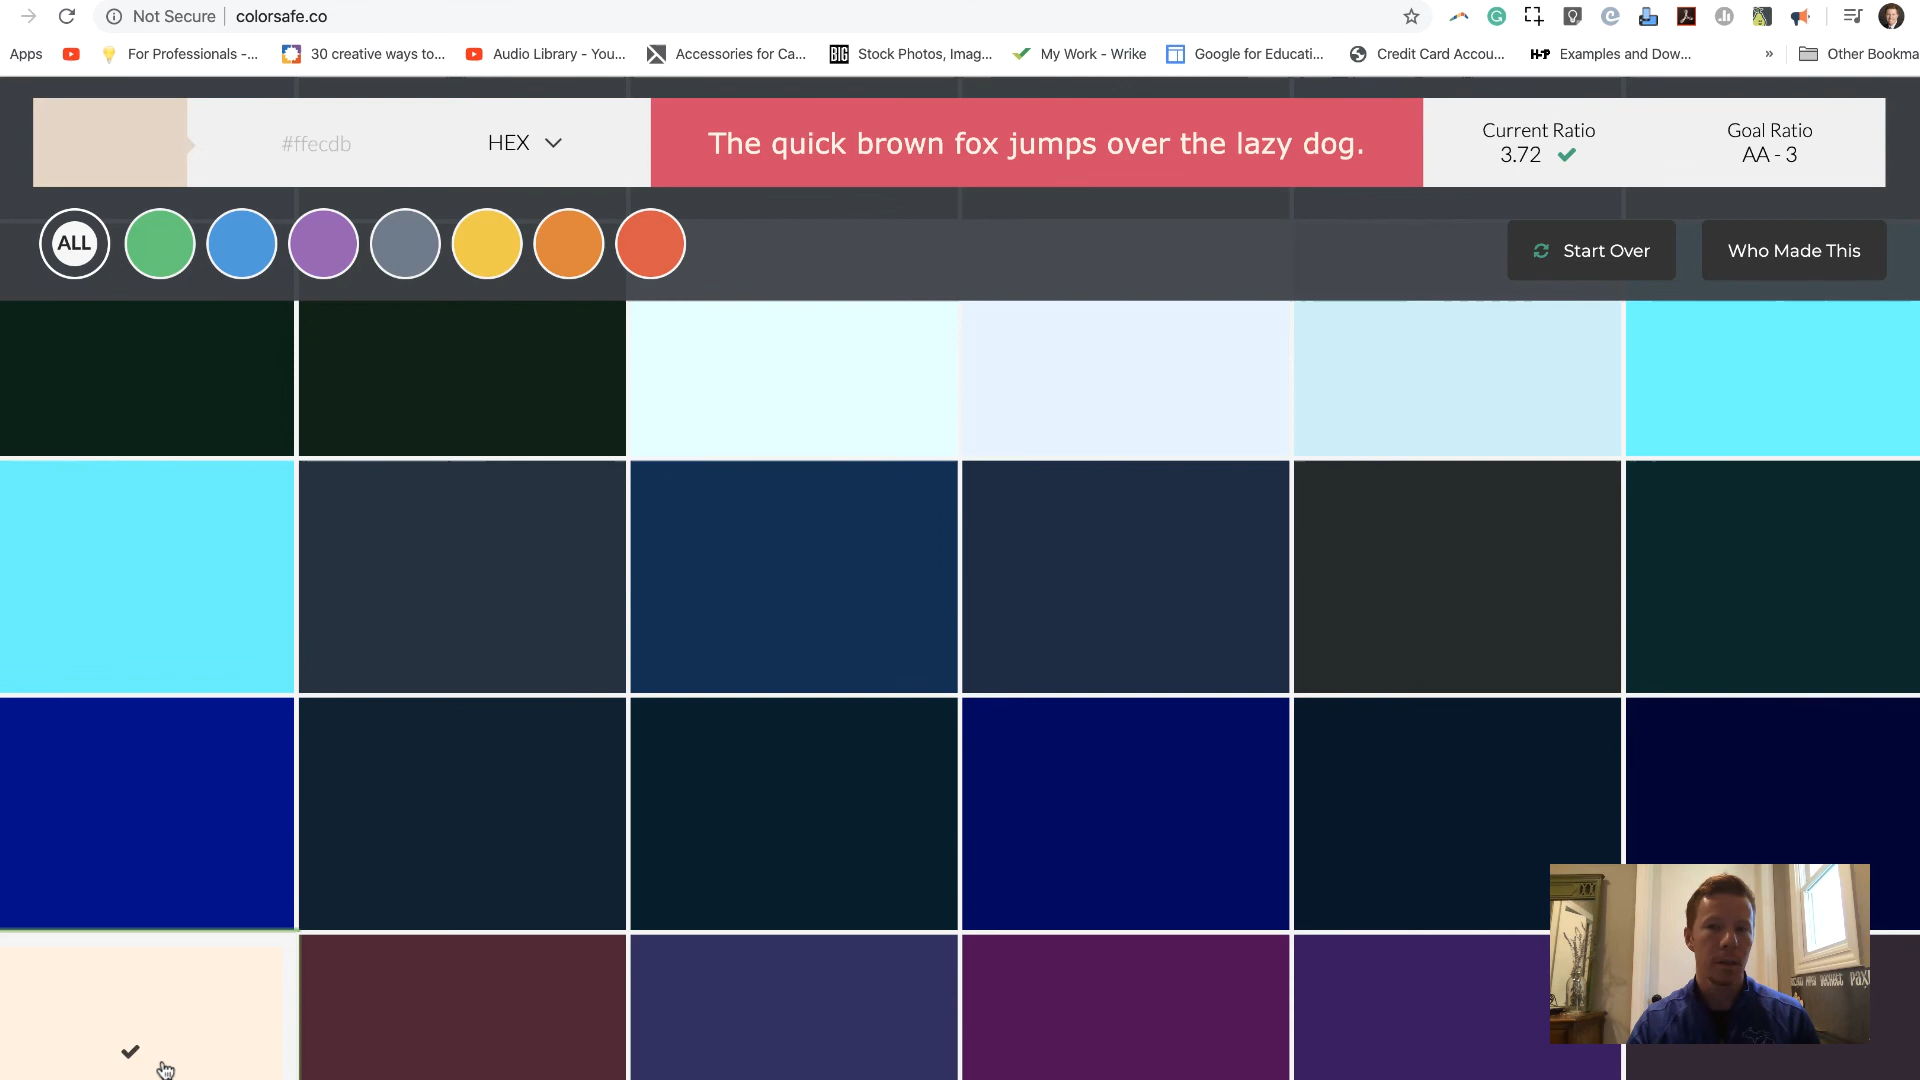 Not Secure | colorsafe.co
Apps For Professionals -... 30 creative ways to... Audio Library - You... Accessories for Ca... BIG Stock Photos, Imag... My Work - Wrike Google for Educati... Credit Card Accou... H-P Examples and Dow... » Other Bookma
#ffecdb HEX
The quick brown fox jumps over the lazy dog.
Current Ratio
3.72
Goal Ratio
AA - 3
ALL
Start Over
Who Made This